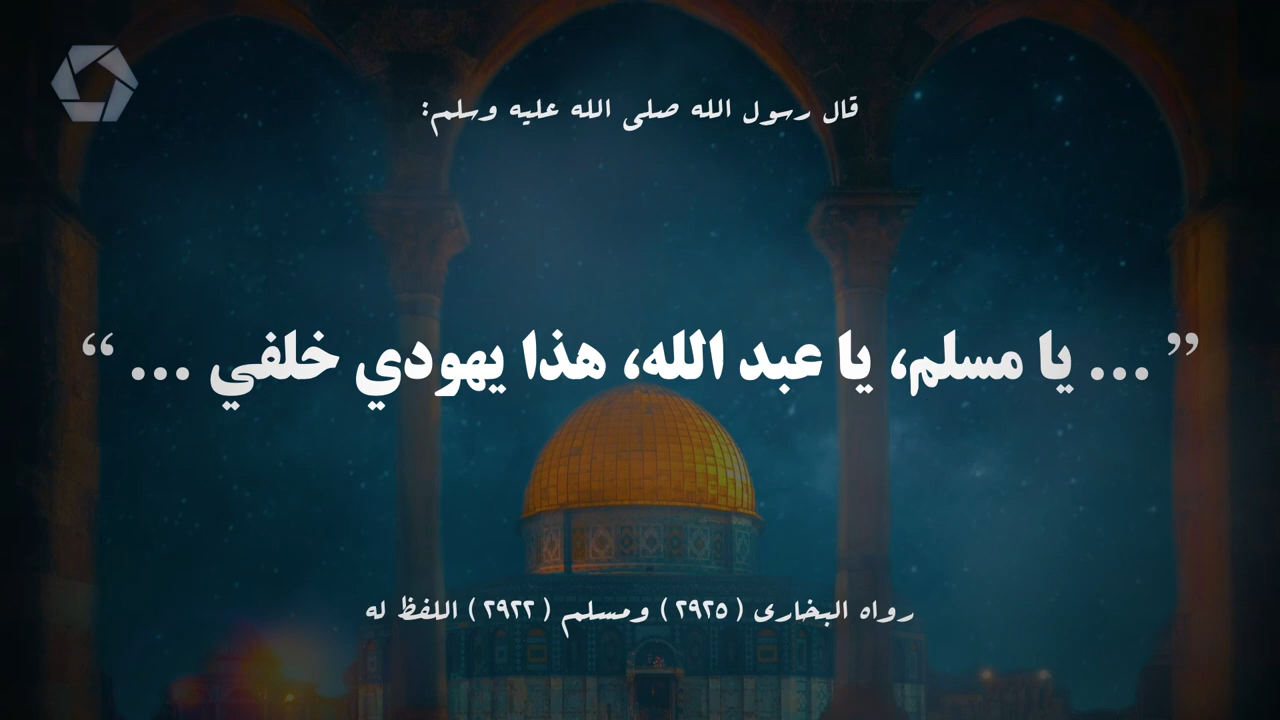 قال رسول الله صلى الله عليه وسلم:
” ... يا مسلم، يا عبد الله، هذا يهودي خلفي ... “
رواه البخاري ( ٢٩٢٥ ) ومسلم ( ٢٩٢٢ ) اللفظ له